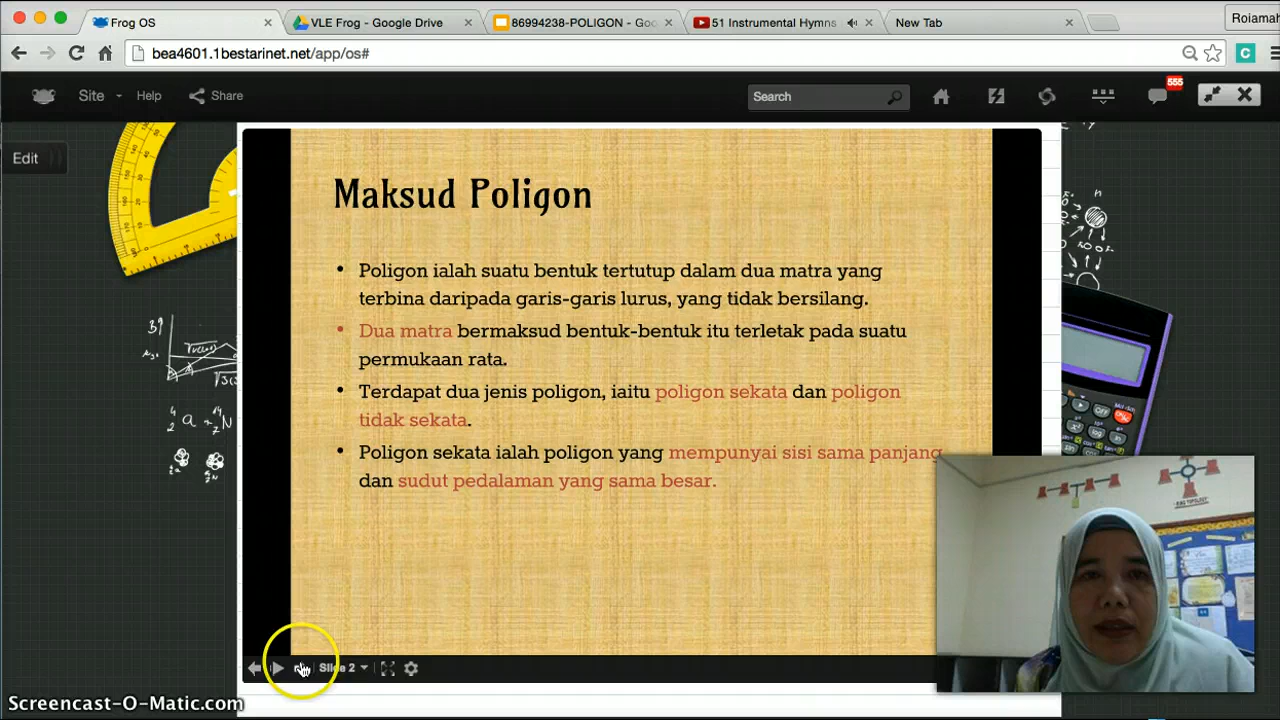 Frog OS
VLE Frog - Google Drive
86994238-POLIGON - Goo
51 Instrumental Hymns
New Tab
Roiamah
bea4601.1bestarinet.net/app/os#
C
Site
Help
Share
Search
555
Edit
Maksud Poligon
• Poligon ialah suatu bentuk tertutup dalam dua matra yang
terbina daripada garis-garis lurus, yang tidak bersilang.
• Dua matra bermaksud bentuk-bentuk itu terletak pada suatu
permukaan rata.
• Terdapat dua jenis poligon, iaitu poligon sekata dan poligon
tidak sekata.
• Poligon sekata ialah poligon yang mempunyai sisi sama panjang
dan sudut pedalaman yang sama besar.
Slide 2
Screencast-O-Matic.com